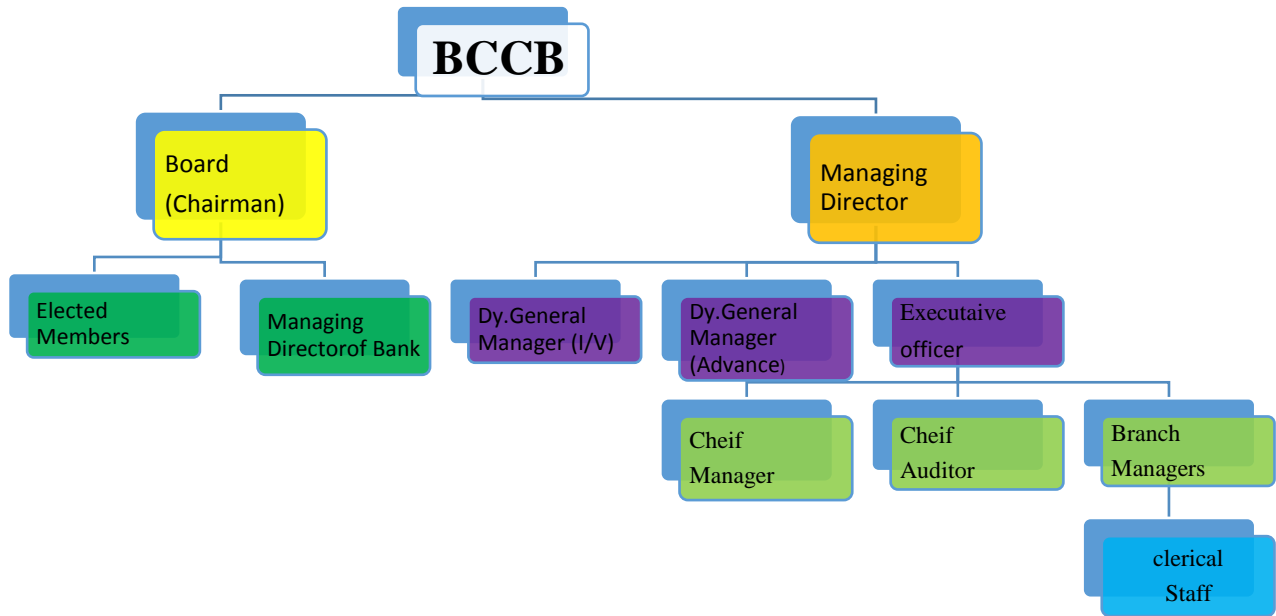 BCCB
Board
(Chairman)
Managing
Director
Elected
Members
Managing
Directorof Bank
Dy.General
Manager (I/V)
Dy.General
Manager
(Advance)
Executaive
officer
Cheif
Manager
Cheif
Auditor
Branch
Managers
clerical
Staff